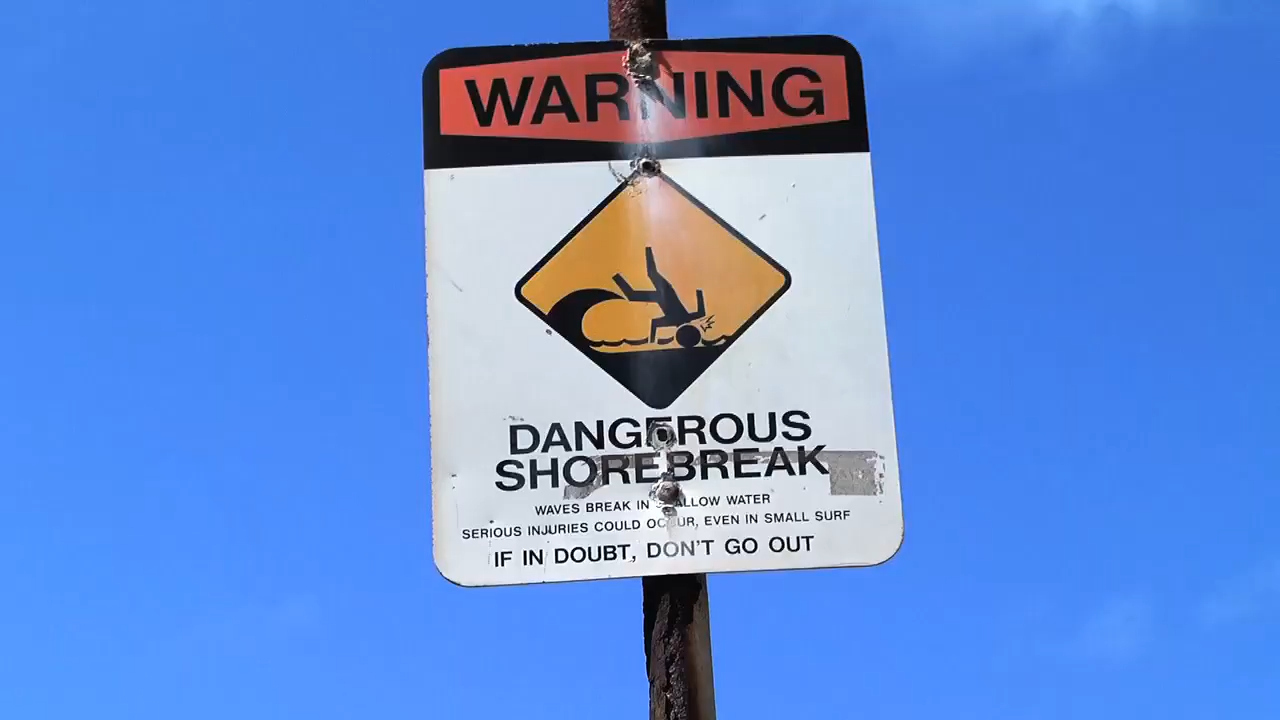 WARNING
DANGEROUS
SHOREBREAK
WAVES BREAK IN SHALLOW WATER
SERIOUS INJURIES COULD OCCUR, EVEN IN SMALL SURF
IF IN DOUBT, DON'T GO OUT